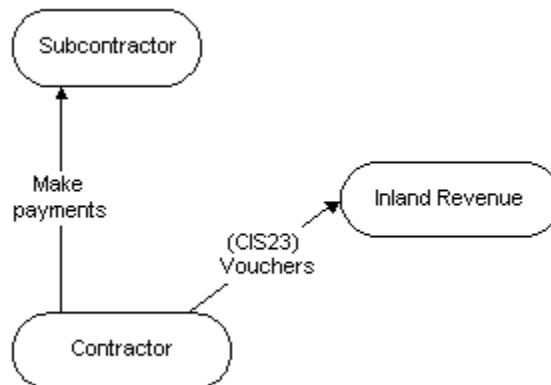 Subcontractor
Make
payments
Inland Revenue
(CIS23)
Vouchers
Contractor